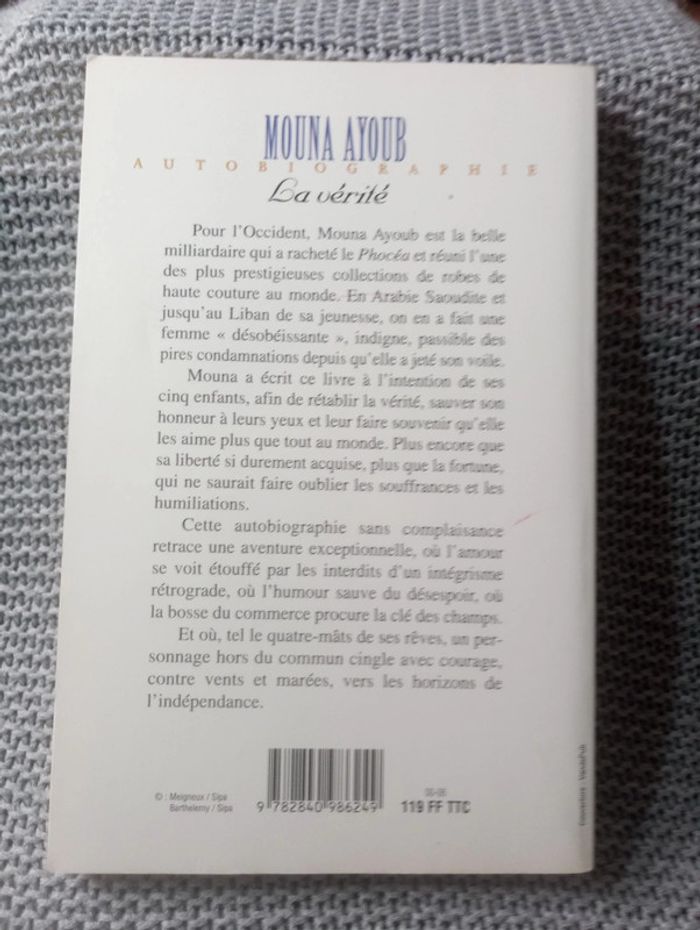 MOUNA AYOUB
AUTOBIOGRAPHIE
La vérité
Pour l'Occident, Mouna Ayoub est la belle
milliardaire qui a racheté le Phocéa et réuni l'une
des plus prestigieuses collections de robes de
haute couture au monde. En Arabie Saoudite et
jusqu'au Liban de sa jeunesse, on en a fait une
femme « désobéissante », indigne, passible des
pires condamnations depuis qu'elle a jeté son voile.
Mouna a écrit ce livre à l'intention de ses
cinq enfants, afin de rétablir la vérité, sauver son
honneur à leurs yeux et leur faire souvenir qu'elle
les aime plus que tout au monde. Plus encore que
sa liberté si durement acquise, plus que la fortune,
qui ne saurait faire oublier les souffrances et les
humiliations.
Cette autobiographie sans complaisance
retrace une aventure exceptionnelle, où l'amour
se voit étouffé par les interdits d'un intégrisme
rétrograde, où l'humour sauve du désespoir, où
la bosse du commerce procure la clé des champs.
Et où, tel le quatre-mâts de ses rêves, un per-
sonnage hors du commun cingle avec courage,
contre vents et marées, vers les horizons de
l'indépendance.
© : Meigneux / Sipa
Barthelemy / Sipa
9 782840 986249
119 FF TTC
Couverture : VandaPub